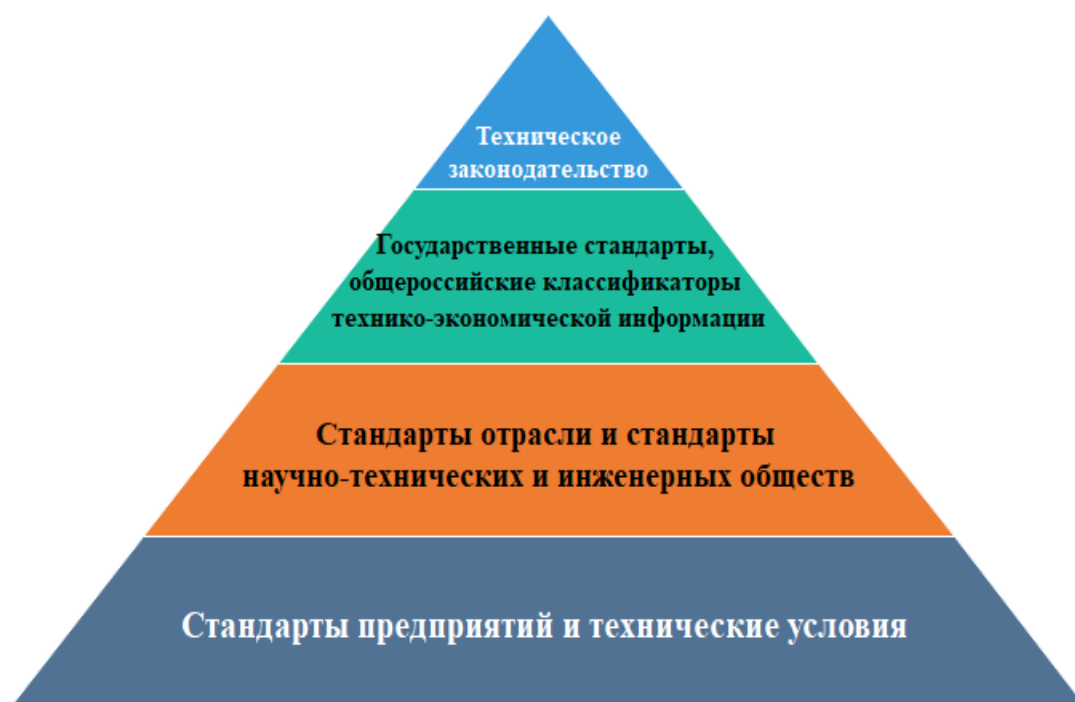 Техническое
законодательство
Государственные стандарты,
общероссийские классификаторы
технико-экономической информации
Стандарты отрасли и стандарты
научно-технических и инженерных обществ
Стандарты предприятий и технические условия